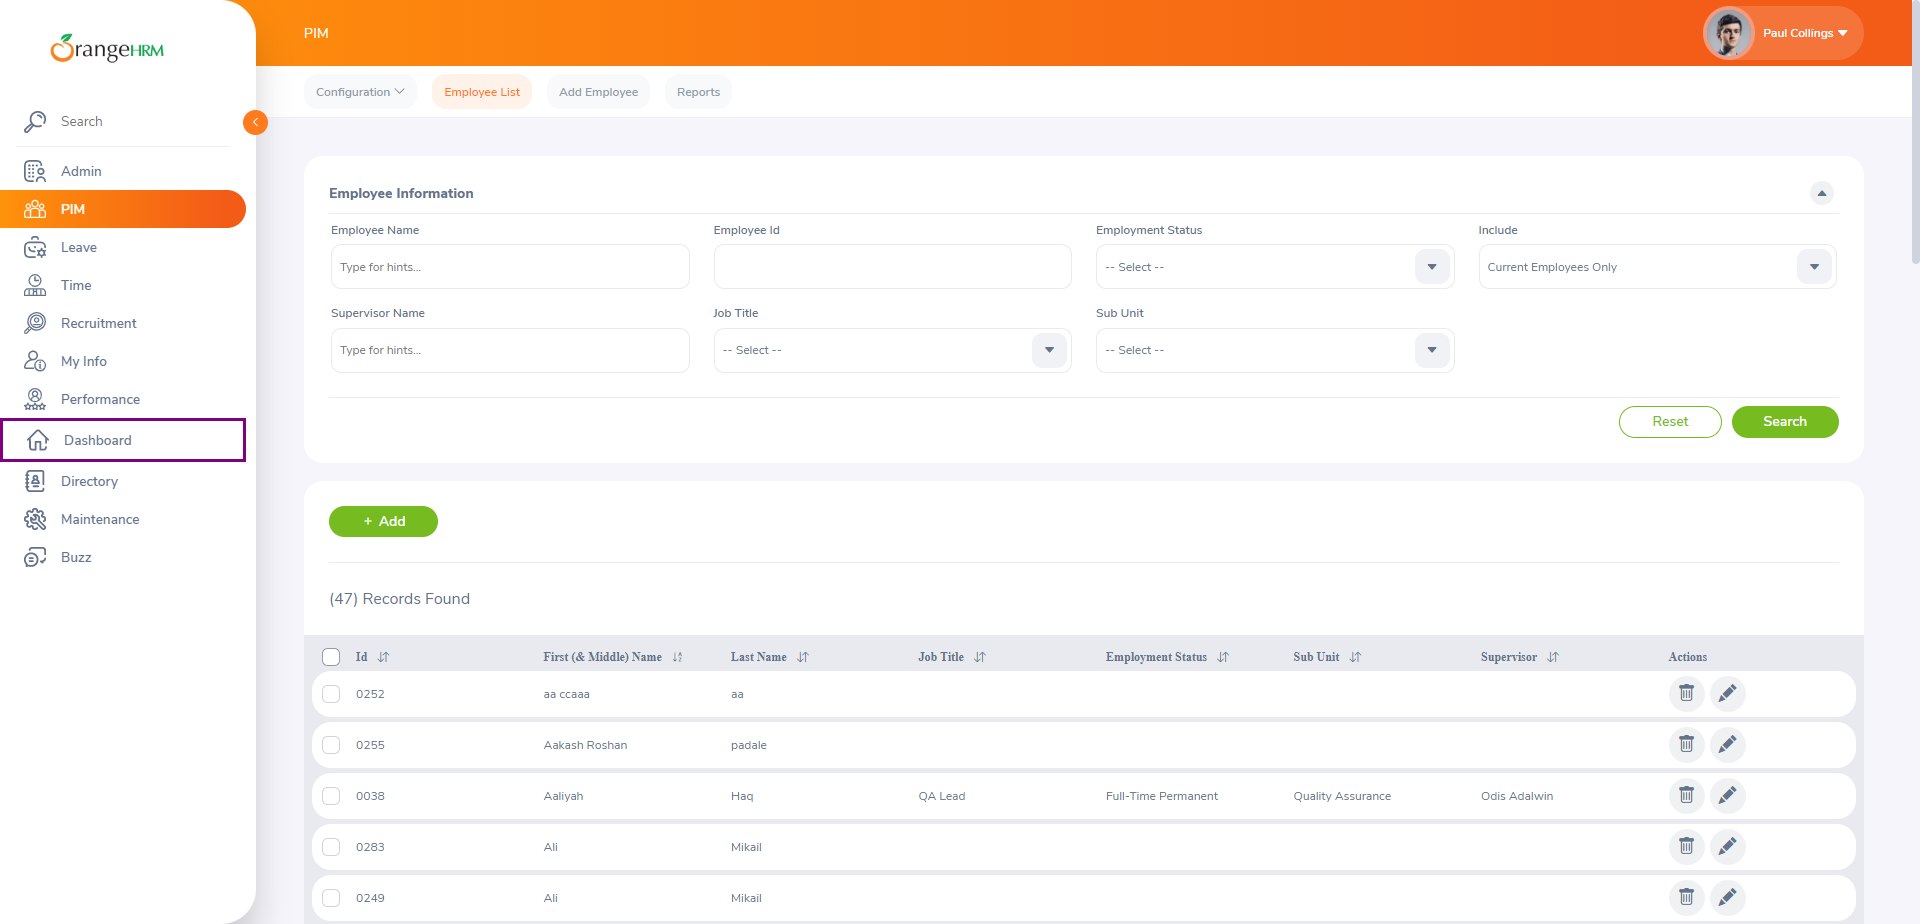 OrangeHRM
Search
Admin
PIM
Leave
Time
Recruitment
My Info
Performance
Dashboard
Directory
Maintenance
Buzz
PIM
Paul Collings
Configuration
Employee List
Add Employee
Reports
Employee Information
Employee Name
Employee Id
Employment Status
Include
Type for hints...
-- Select --
Current Employees Only
Supervisor Name
Job Title
Sub Unit
Type for hints...
-- Select --
-- Select --
Reset
Search
+ Add
(47) Records Found
Id First (& Middle) Name Last Name Job Title Employment Status Sub Unit Supervisor Actions
0252 aa ccaaa aa
0255 Aakash Roshan padale
0038 Aaliyah Haq QA Lead Full-Time Permanent Quality Assurance Odis Adalwin
0283 Ali Mikail
0249 Ali Mikail